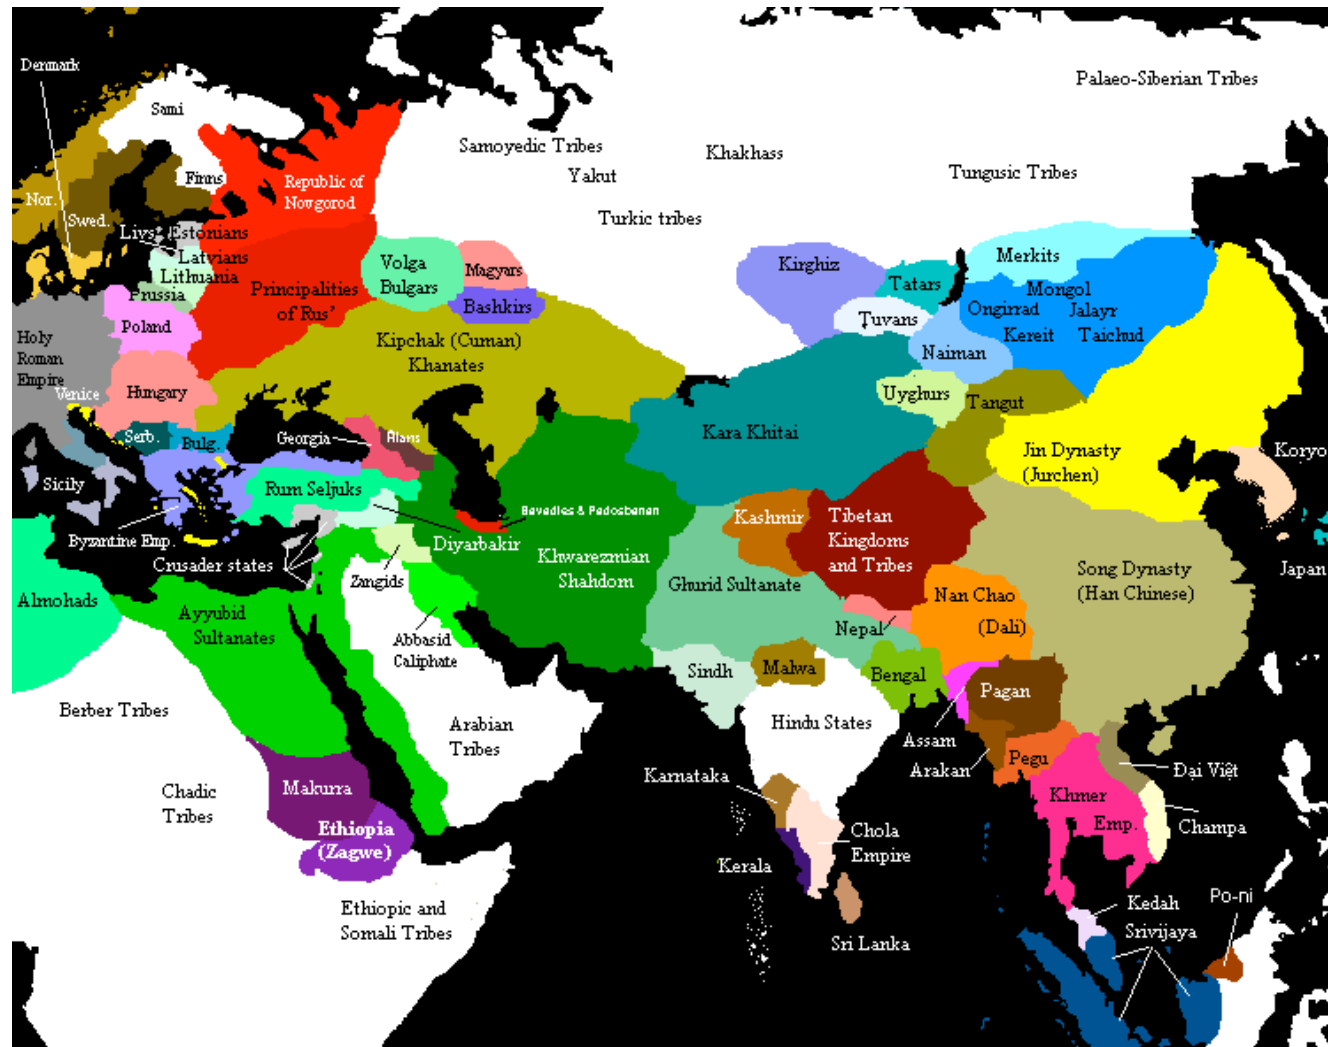 Denmark
Palaeo-Siberian Tribes
Sami
Samoyedic Tribes
Khakhass
Yakut
Tungusic Tribes
Finns
Republic of
Novgorod
Nor.
Swed.
Turkic tribes
Livs
Estonians
Latvians
Lithuania
Prussia
Volga
Bulgars
Magyars
Bashkirs
Kirghiz
Tatars
Merkits
Mongol
Ongirrad
Jalayr
Kereit
Taichud
Tuvans
Naiman
Principalities
of Rus'
Poland
Holy
Roman
Empire
Kipchak (Cuman)
Khanates
Venice
Hungary
Uyghurs
Tangut
Serb.
Bulg.
Georgia
Alans
Kara Khitai
Jin Dynasty
(Jurchen)
Koryo
Sicily
Rum Seljuks
Bavadies & Padosbanan
Kashmir
Tibetan
Kingdoms
and Tribes
Byzantine Emp.
Diyarbakir
Crusader states
Khwarezmian
Shahdom
Zangids
Ghurid Sultanate
Song Dynasty
(Han Chinese)
Japan
Almohads
Ayyubid
Sultanates
Nan Chao
(Dali)
Abbasid
Caliphate
Nepal
Sindh
Malwa
Bengal
Pagan
Berber Tribes
Arabian
Tribes
Hindu States
Assam
Arakan
Pegu
Đại Việt
Chadic
Tribes
Makurra
Karnataka
Khmer
Emp.
Champa
Ethiopia
(Zagwe)
Chola
Empire
Kerala
Ethiopic and
Somali Tribes
Sri Lanka
Kedah
Srivijaya
Po-ni